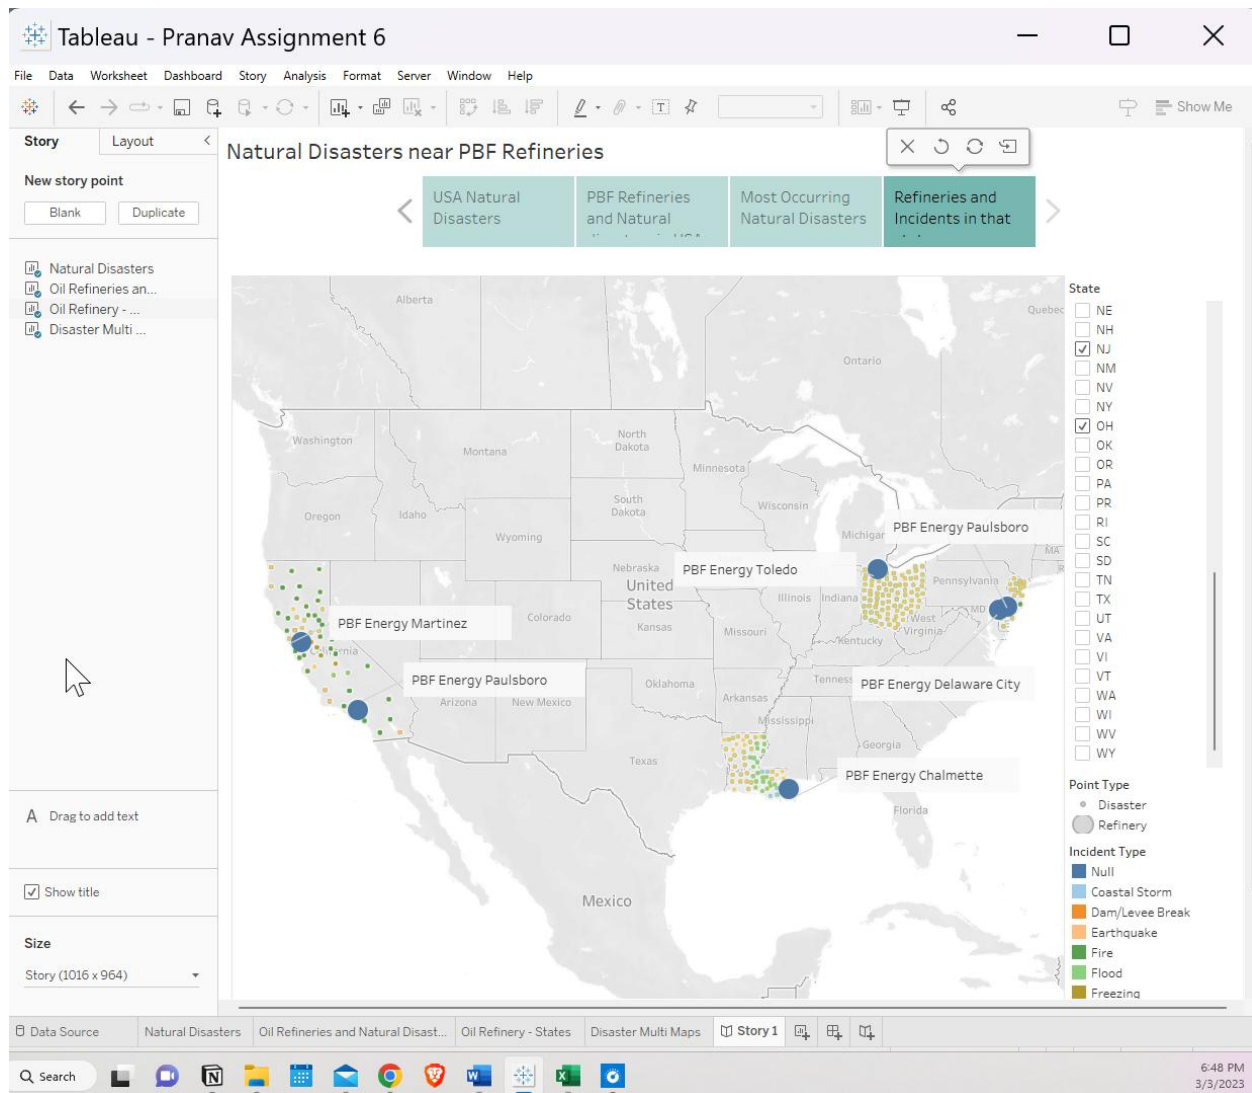 Tableau - Pranav Assignment 6
File Data Worksheet Dashboard Story Analysis Format Server Window Help
Show Me
Story Layout
New story point
Blank Duplicate
Natural Disasters
Oil Refineries an...
Oil Refinery - ...
Disaster Multi ...
A Drag to add text
Show title
Size
Story (1016 x 964)
Natural Disasters near PBF Refineries
USA Natural
Disasters
PBF Refineries
and Natural
Most Occurring
Natural Disasters
Refineries and
Incidents in that
Alberta
Quebec
Ontario
Washington
Montana
North
Dakota
Minnesota
Oregon
Idaho
South
Dakota
Wisconsin
Wyoming
Michigan
PBF Energy Paulsboro
MA
Nebraska
PBF Energy Toledo
United
States
Illinois
Indiana
Pennsylvania
MD
West
Virginia
PBF Energy Martinez
Colorado
Kansas
Missouri
Kentucky
California
PBF Energy Paulsboro
Oklahoma
Tennes
PBF Energy Delaware City
Arizona
New Mexico
Arkansas
Mississippi
Georgia
Texas
PBF Energy Chalmette
Florida
Mexico
State
NE
NH
NJ
NM
NV
NY
OH
OK
OR
PA
PR
RI
SC
SD
TN
TX
UT
VA
VI
VT
WA
WI
WV
WY
Point Type
Disaster
Refinery
Incident Type
Null
Coastal Storm
Dam/Levee Break
Earthquake
Fire
Flood
Freezing
Data Source Natural Disasters Oil Refineries and Natural Disast... Oil Refinery - States Disaster Multi Maps Story 1
Search
6:48 PM
3/3/2023